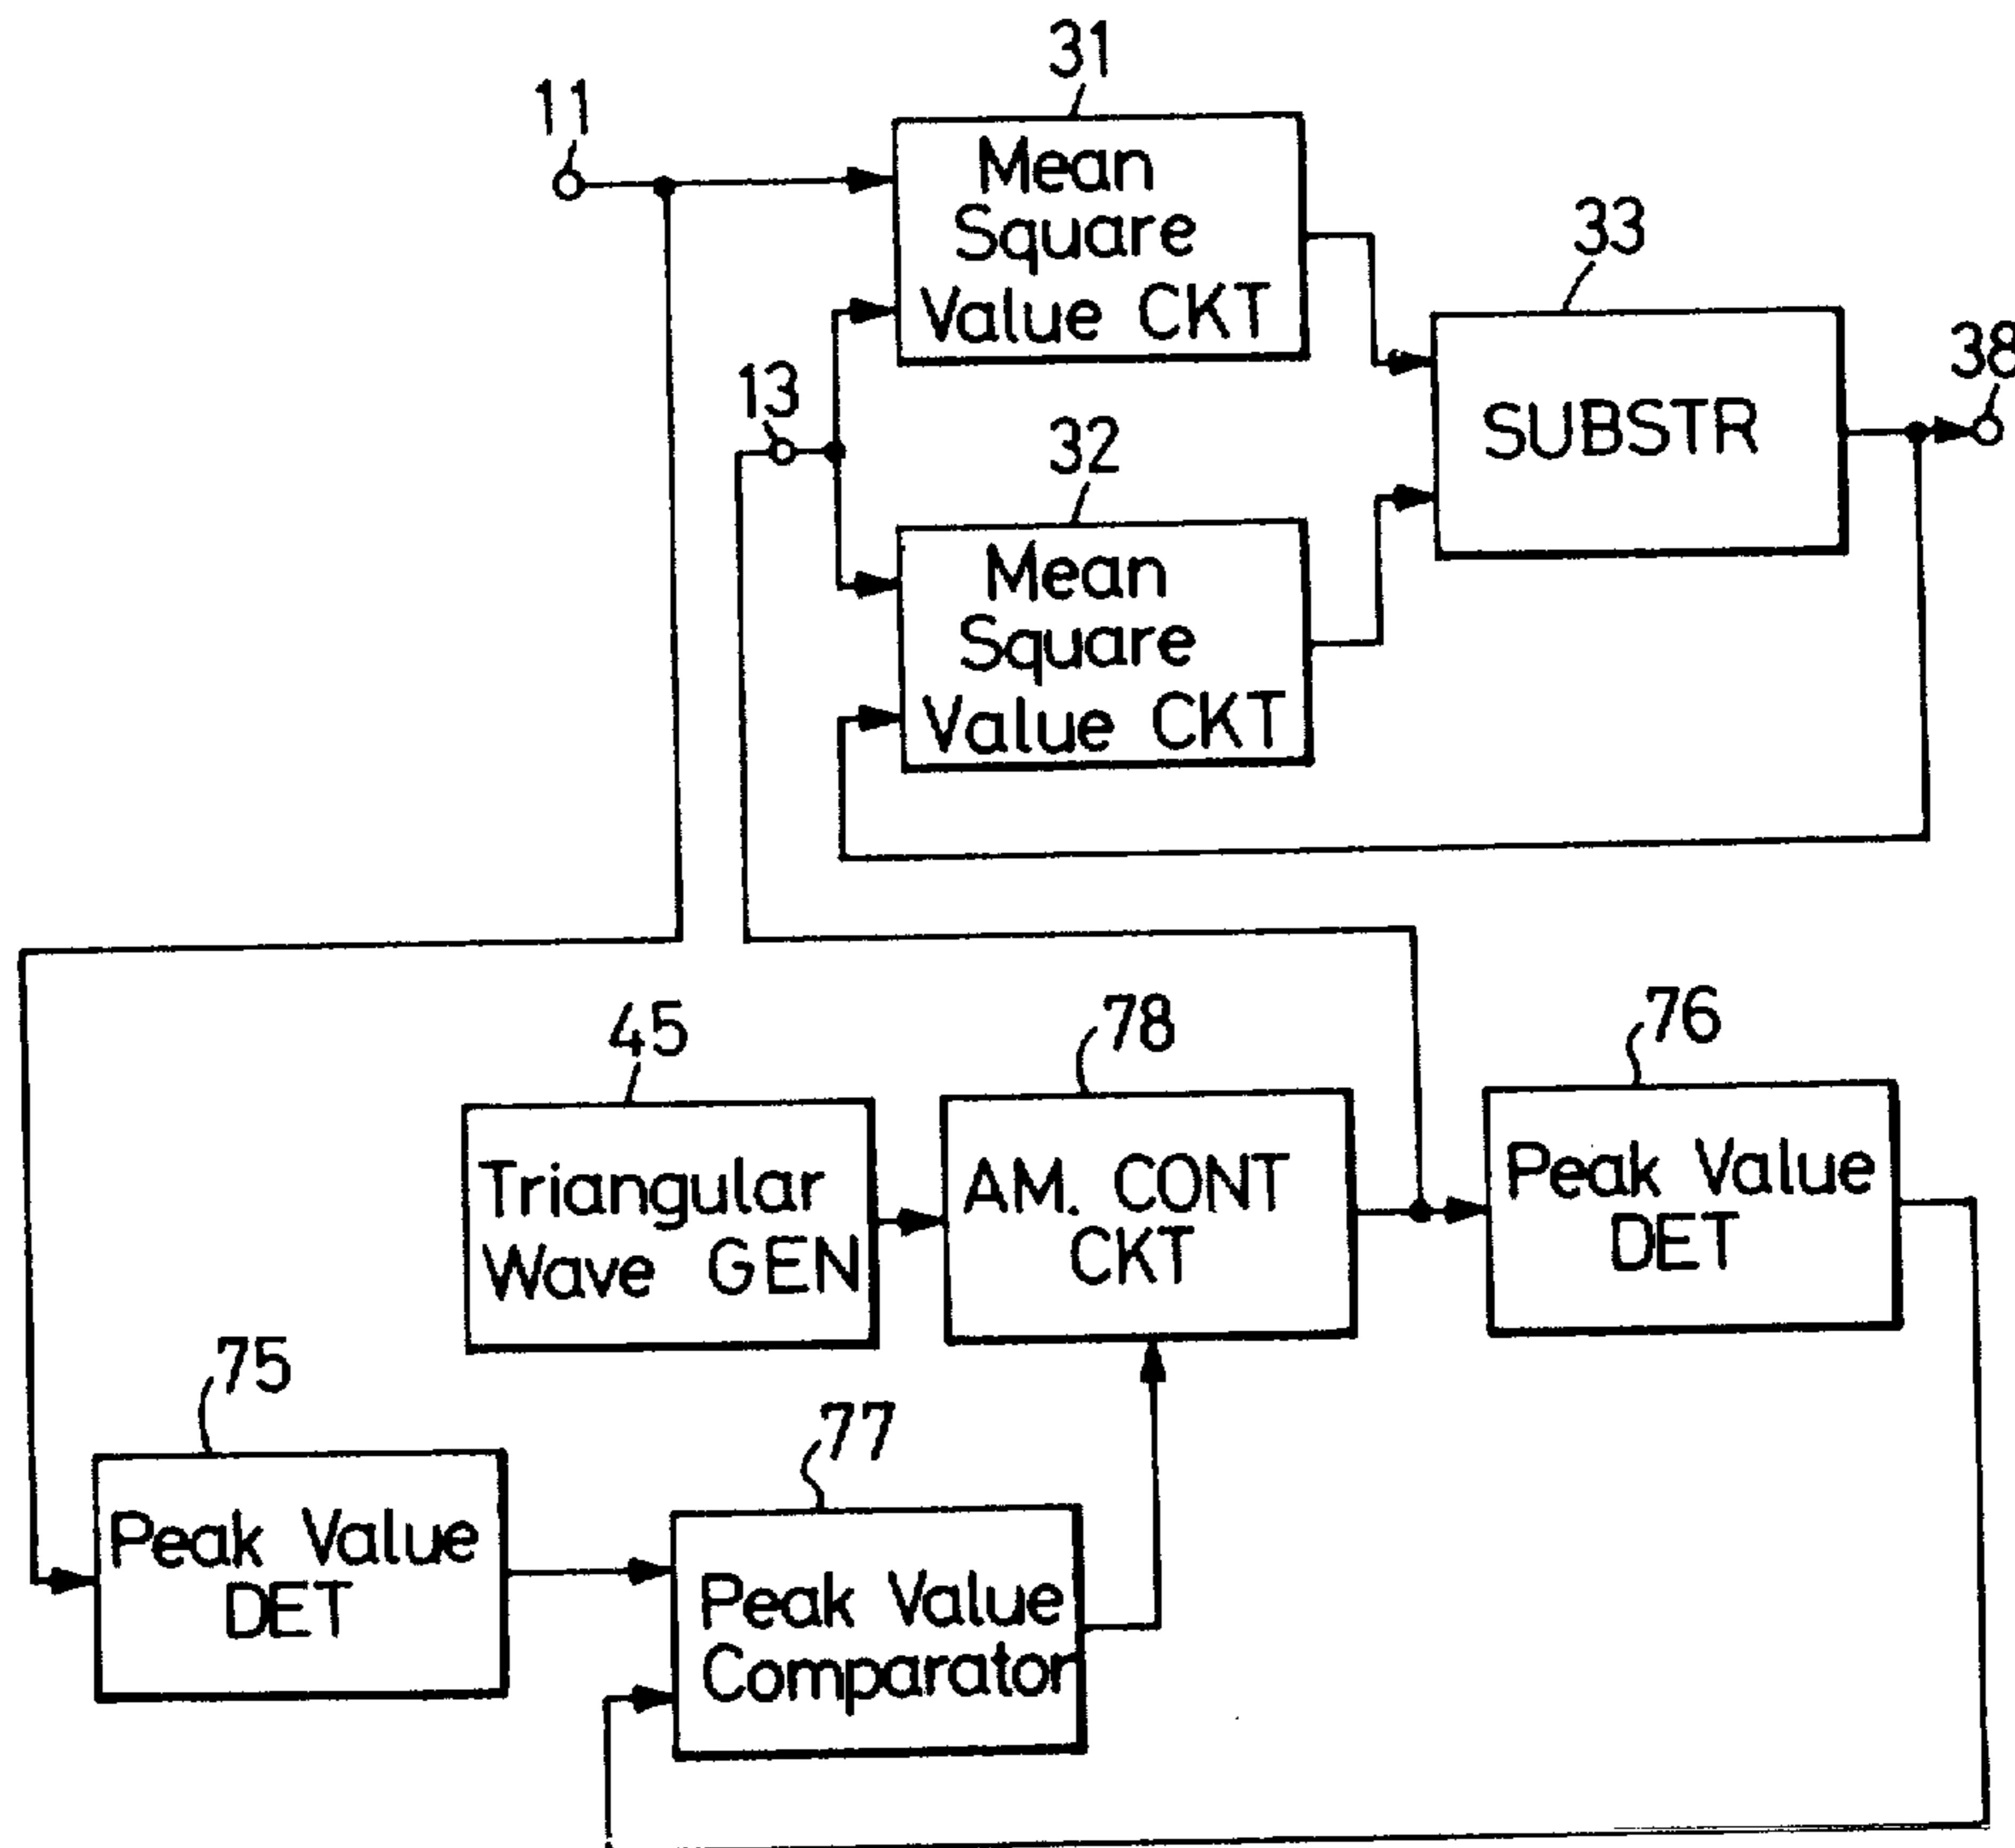 31
11
Mean
Square
Value CKT
33
13
38
SUBSTR
32
Mean
Square
Value CKT
45
78
76
Triangular
Wave GEN
AM. CONT
CKT
Peak Value
DET
75
77
Peak Value
DET
Peak Value
Comparator